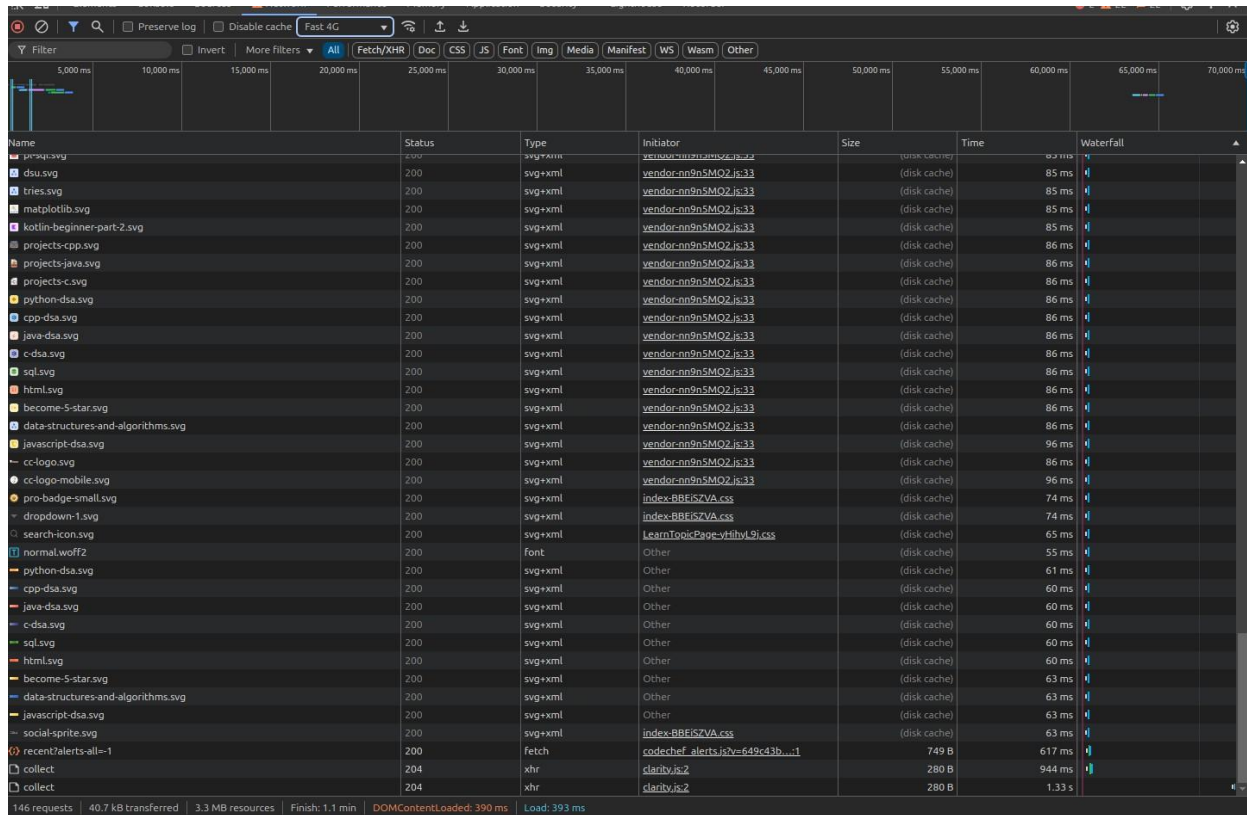 Preserve log Disable cache Fast 4G
Filter Invert More filters All Fetch/XHR Doc CSS JS Font Img Media Manifest WS Wasm Other
5,000 ms 10,000 ms 15,000 ms 20,000 ms 25,000 ms 30,000 ms 35,000 ms 40,000 ms 45,000 ms 50,000 ms 55,000 ms 60,000 ms 65,000 ms 70,000 ms
Name Status Type Initiator Size Time Waterfall
pl-sql.svg 200 svg+xml vendor-nn9n5MQ2.js:33 (disk cache) 85 ms
dsu.svg 200 svg+xml vendor-nn9n5MQ2.js:33 (disk cache) 85 ms
tries.svg 200 svg+xml vendor-nn9n5MQ2.js:33 (disk cache) 85 ms
matplotlib.svg 200 svg+xml vendor-nn9n5MQ2.js:33 (disk cache) 85 ms
kotlin-beginner-part-2.svg 200 svg+xml vendor-nn9n5MQ2.js:33 (disk cache) 85 ms
projects-cpp.svg 200 svg+xml vendor-nn9n5MQ2.js:33 (disk cache) 86 ms
projects-java.svg 200 svg+xml vendor-nn9n5MQ2.js:33 (disk cache) 86 ms
projects-c.svg 200 svg+xml vendor-nn9n5MQ2.js:33 (disk cache) 86 ms
python-dsa.svg 200 svg+xml vendor-nn9n5MQ2.js:33 (disk cache) 86 ms
cpp-dsa.svg 200 svg+xml vendor-nn9n5MQ2.js:33 (disk cache) 86 ms
java-dsa.svg 200 svg+xml vendor-nn9n5MQ2.js:33 (disk cache) 86 ms
c-dsa.svg 200 svg+xml vendor-nn9n5MQ2.js:33 (disk cache) 86 ms
sql.svg 200 svg+xml vendor-nn9n5MQ2.js:33 (disk cache) 86 ms
html.svg 200 svg+xml vendor-nn9n5MQ2.js:33 (disk cache) 86 ms
become-5-star.svg 200 svg+xml vendor-nn9n5MQ2.js:33 (disk cache) 86 ms
data-structures-and-algorithms.svg 200 svg+xml vendor-nn9n5MQ2.js:33 (disk cache) 86 ms
javascript-dsa.svg 200 svg+xml vendor-nn9n5MQ2.js:33 (disk cache) 96 ms
cc-logo.svg 200 svg+xml vendor-nn9n5MQ2.js:33 (disk cache) 86 ms
cc-logo-mobile.svg 200 svg+xml vendor-nn9n5MQ2.js:33 (disk cache) 96 ms
pro-badge-small.svg 200 svg+xml index-BBEiSZVA.css (disk cache) 74 ms
dropdown-1.svg 200 svg+xml index-BBEiSZVA.css (disk cache) 74 ms
search-icon.svg 200 svg+xml LearnTopicPage-yHihyL9j.css (disk cache) 65 ms
normal.woff2 200 font Other (disk cache) 55 ms
python-dsa.svg 200 svg+xml Other (disk cache) 61 ms
cpp-dsa.svg 200 svg+xml Other (disk cache) 60 ms
java-dsa.svg 200 svg+xml Other (disk cache) 60 ms
c-dsa.svg 200 svg+xml Other (disk cache) 60 ms
sql.svg 200 svg+xml Other (disk cache) 60 ms
html.svg 200 svg+xml Other (disk cache) 60 ms
become-5-star.svg 200 svg+xml Other (disk cache) 63 ms
data-structures-and-algorithms.svg 200 svg+xml Other (disk cache) 63 ms
javascript-dsa.svg 200 svg+xml Other (disk cache) 63 ms
social-sprite.svg 200 svg+xml index-BBEiSZVA.css (disk cache) 63 ms
recent?alerts-all=-1 200 fetch codechef_alerts.js?v=649c43b…:1 749 B 617 ms
collect 204 xhr clarity.js:2 280 B 944 ms
collect 204 xhr clarity.js:2 280 B 1.33 s
146 requests 40.7 kB transferred 3.3 MB resources Finish: 1.1 min DOMContentLoaded: 390 ms Load: 393 ms